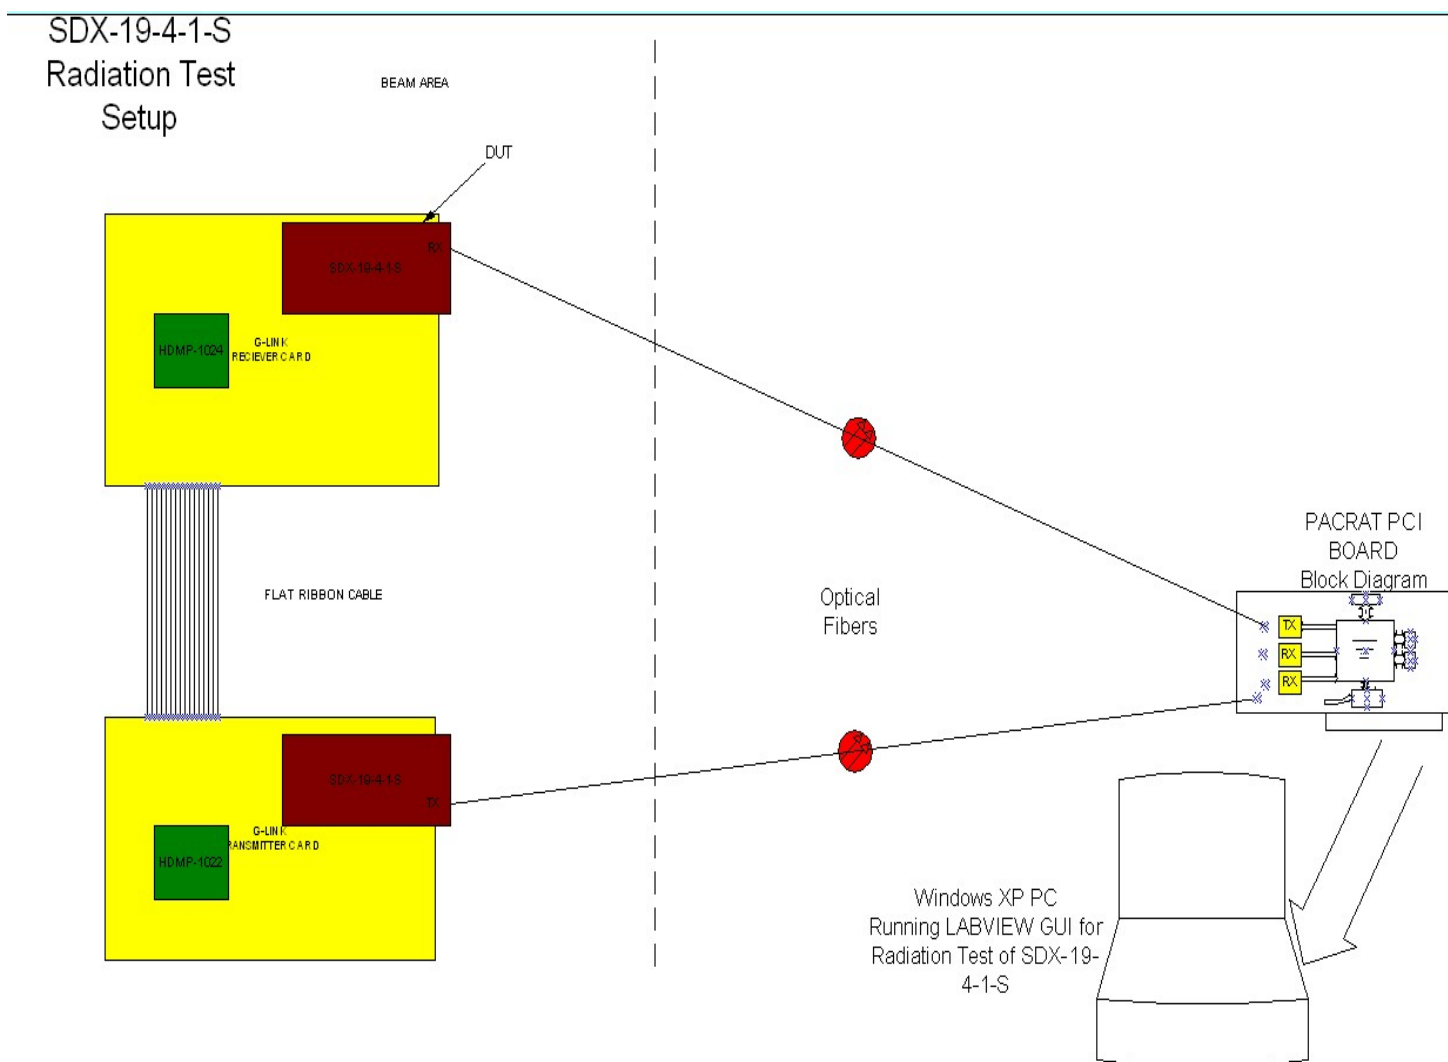 SDX-19-4-1-S
Radiation Test
Setup
BEAM AREA
DUT
RX
SDX-19-4-1-S
HDMP-1024
G-LINK
RECIEVER CARD
FLAT RIBBON CABLE
Optical
Fibers
PACRAT PCI
BOARD
Block Diagram
TX
RX
RX
SDX-19-4-1-S
TX
HDMP-1022
G-LINK
RANSMITTER CARD
Windows XP PC
Running LABVIEW GUI for
Radiation Test of SDX-19-
4-1-S